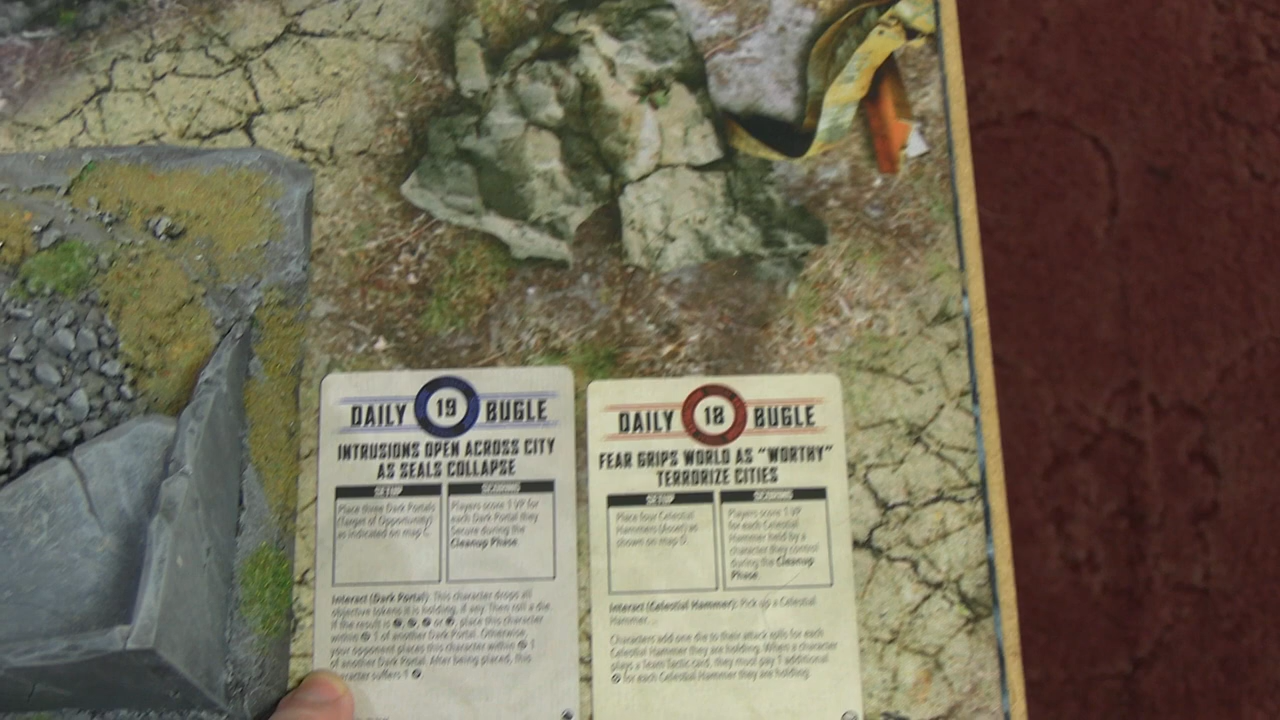 DAILY 19 BUGLE
INTRUSIONS OPEN ACROSS CITY
AS SEALS COLLAPSE
SETUP
Place three Dark Portals
(Target of Opportunity)
as indicated on map C.
SCORING
Players score 1 VP for
each Dark Portal they
Secure during the
Cleanup Phase.
Interact (Dark Portal): This character drops all
objective tokens it is holding, if any. Then roll a die.
If the result is , , or , place this character
within 1 of another Dark Portal. Otherwise,
your opponent places this character within 1
of another Dark Portal. After being placed, this
character suffers 1
DAILY 18 BUGLE
FEAR GRIPS WORLD AS "WORTHY"
TERRORIZE CITIES
SETUP
Place four Celestial
Hammers (Asset) as
shown on map D.
SCORING
Players score 1 VP
for each Celestial
Hammer held by a
character they control
during the Cleanup
Phase.
Interact (Celestial Hammer): Pick up a Celestial
Hammer.
Characters add one die to their attack rolls for each
Celestial Hammer they are holding. When a character
plays a Team Tactic card, they must pay 1 additional
for each Celestial Hammer they are holding.